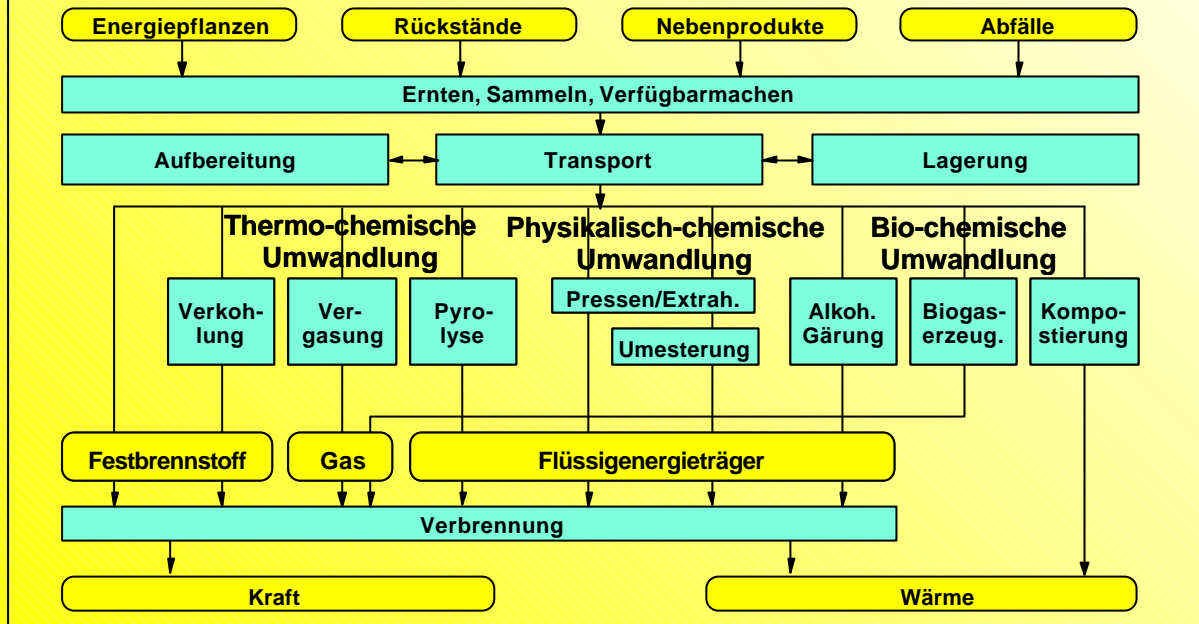 Energiepflanzen
Rückstände
Nebenprodukte
Abfälle
Ernten, Sammeln, Verfügbarmachen
Aufbereitung
Transport
Lagerung
Thermo-chemische
Umwandlung
Physikalisch-chemische
Umwandlung
Bio-chemische
Umwandlung
Verkoh-
lung
Ver-
gasung
Pyro-
lyse
Pressen/Extrah.
Umesterung
Alkoh.
Gärung
Biogas-
erzeug.
Kompo-
stierung
Festbrennstoff
Gas
Flüssigenergieträger
Verbrennung
Kraft
Wärme